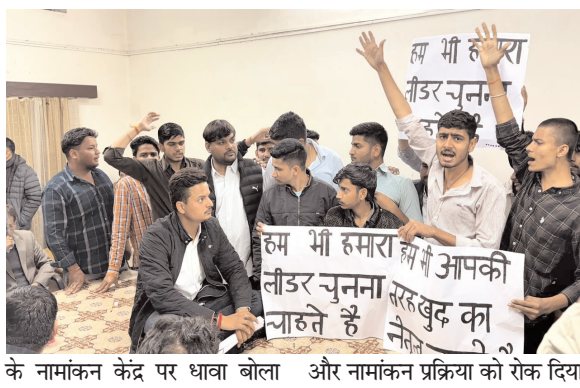 हम भी हमारा
लीडर चुनना
हम भी हमारा
लीडर चुनना
चाहते है
हम भी आपकी
तरह खुद का
के नामांकन केंद्र पर धावा बोला
और नामांकन प्रक्रिया को रोक दिया